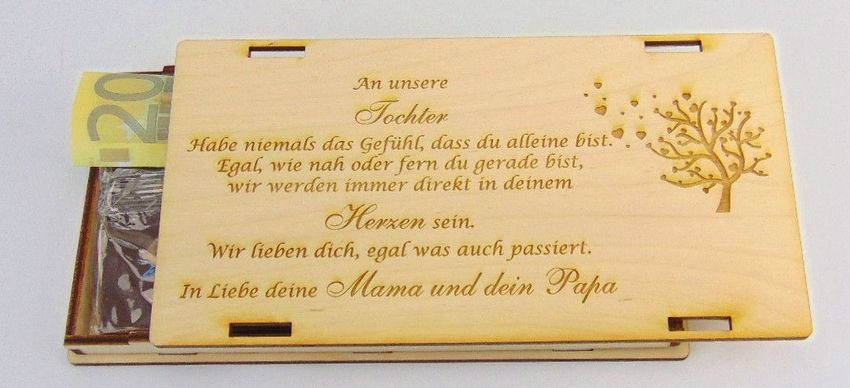 An unsere
Tochter
Habe niemals das Gefühl, dass du alleine bist.
Egal, wie nah oder fern du gerade bist,
wir werden immer direkt in deinem
Herzen sein.
Wir lieben dich, egal was auch passiert.
In Liebe deine Mama und dein Papa
200